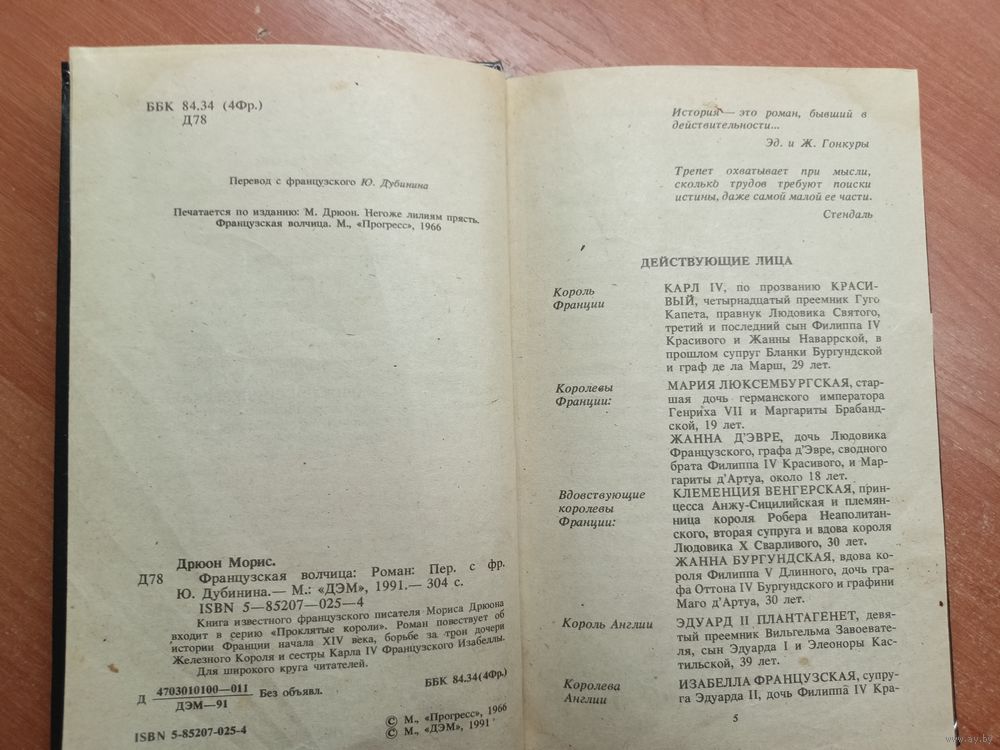 ББК 84.34 (4Фр.)
Д78
Перевод с французского Ю. Дубинина
Печатается по изданию: М. Дрюон. Негоже лилиям прясть.
Французская волчица. М., «Прогресс», 1966
Дрюон Морис.
Д78 Французская волчица: Роман: Пер. с фр.
Ю. Дубинина.— М.: «ДЭМ», 1991.— 304 с.
ISBN 5—85207—025—4
Книга известного французского писателя Мориса Дрюона
входит в серию «Проклятые короли». Роман повествует об
истории Франции начала XIV века, борьбе за трон дочери
Железного Короля и сестры Карла IV Французского Изабеллы.
Для широкого круга читателей.
Д 4703010100—011 Без объявл.
ДЭМ—91
ББК 84.34(4Фр.)
ISBN 5-85207-025-4
© М., «Прогресс», 1966
© М., «ДЭМ», 1991
История — это роман, бывший в
действительности...
Эд. и Ж. Гонкуры
Трепет охватывает при мысли,
сколько трудов требуют поиски
истины, даже самой малой ее части.
Стендаль
ДЕЙСТВУЮЩИЕ ЛИЦА
Король
Франции
КАРЛ IV, по прозванию КРАСИ-
ВЫЙ, четырнадцатый преемник Гуго
Капета, правнук Людовика Святого,
третий и последний сын Филиппа IV
Красивого и Жанны Наваррской, в
прошлом супруг Бланки Бургундской
и граф де ла Марш, 29 лет.
Королевы
Франции:
МАРИЯ ЛЮКСЕМБУРГСКАЯ, стар-
шая дочь германского императора
Генриха VII и Маргариты Брабанд-
ской, 19 лет.
ЖАННА Д'ЭВРЕ, дочь Людовика
Французского, графа д'Эвре, сводного
брата Филиппа IV Красивого, и Мар-
гариты д'Артуа, около 18 лет.
Вдовствующие
королевы
Франции:
КЛЕМЕНЦИЯ ВЕНГЕРСКАЯ, прин-
цесса Анжу-Сицилийская и племян-
ница короля Робера Неаполитан-
ского, вторая супруга и вдова короля
Людовика X Сварливого, 30 лет.
ЖАННА БУРГУНДСКАЯ, вдова ко-
роля Филиппа V Длинного, дочь гра-
фа Оттона IV Бургундского и графини
Маго д'Артуа, 30 лет.
Король Англии
ЭДУАРД II ПЛАНТАГЕНЕТ, девя-
тый преемник Вильгельма Завоевате-
ля, сын Эдуарда I и Элеоноры Кас-
тильской, 39 лет.
Королева
Англии
ИЗАБЕЛЛА ФРАНЦУЗСКАЯ, супру-
га Эдуарда II, дочь Филиппа IV Кра-
5
www.ay.by